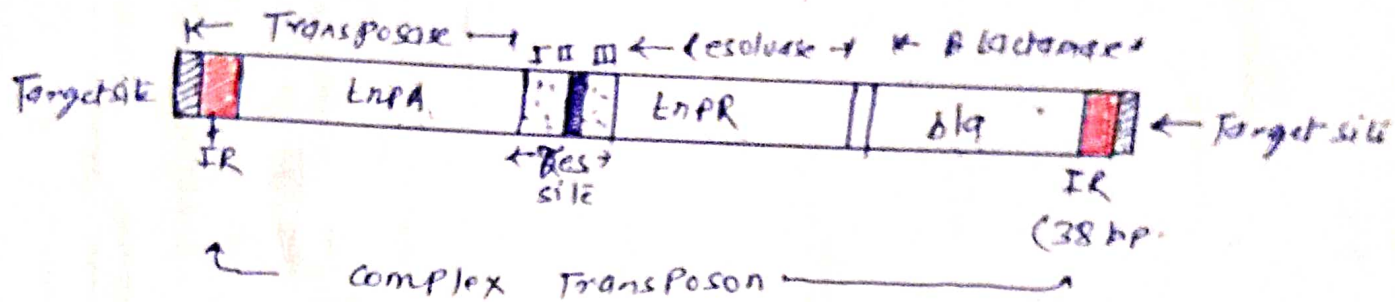 Transposase I II III Resolvase β lactamase
Target site tnpA tnpR bla Target site
IR Res site IR
(38 bp.
Complex Transposon